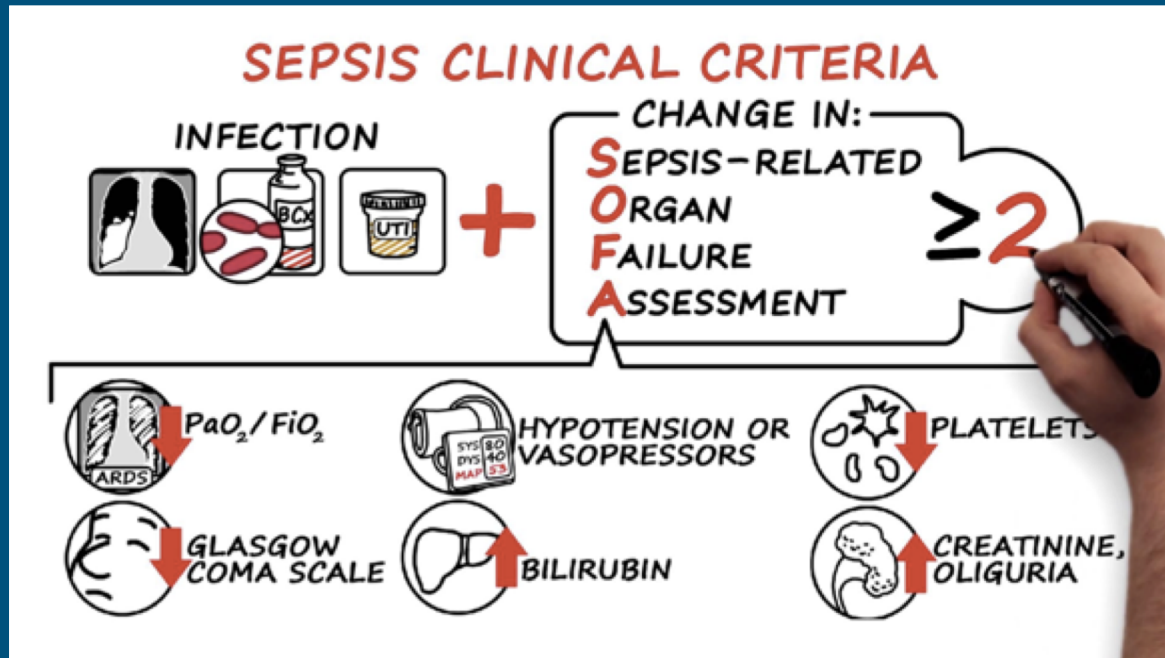 SEPSIS CLINICAL CRITERIA
INFECTION
BCx
UTI
+
CHANGE IN:
SEPSIS-RELATED
ORGAN
FAILURE
ASSESSMENT
≥2
PaO₂/FiO₂
ARDS
HYPOTENSION OR
VASOPRESSORS
SYS 80
DYS 40
MAP 53
PLATELETS
GLASGOW
COMA SCALE
BILIRUBIN
CREATININE,
OLIGURIA